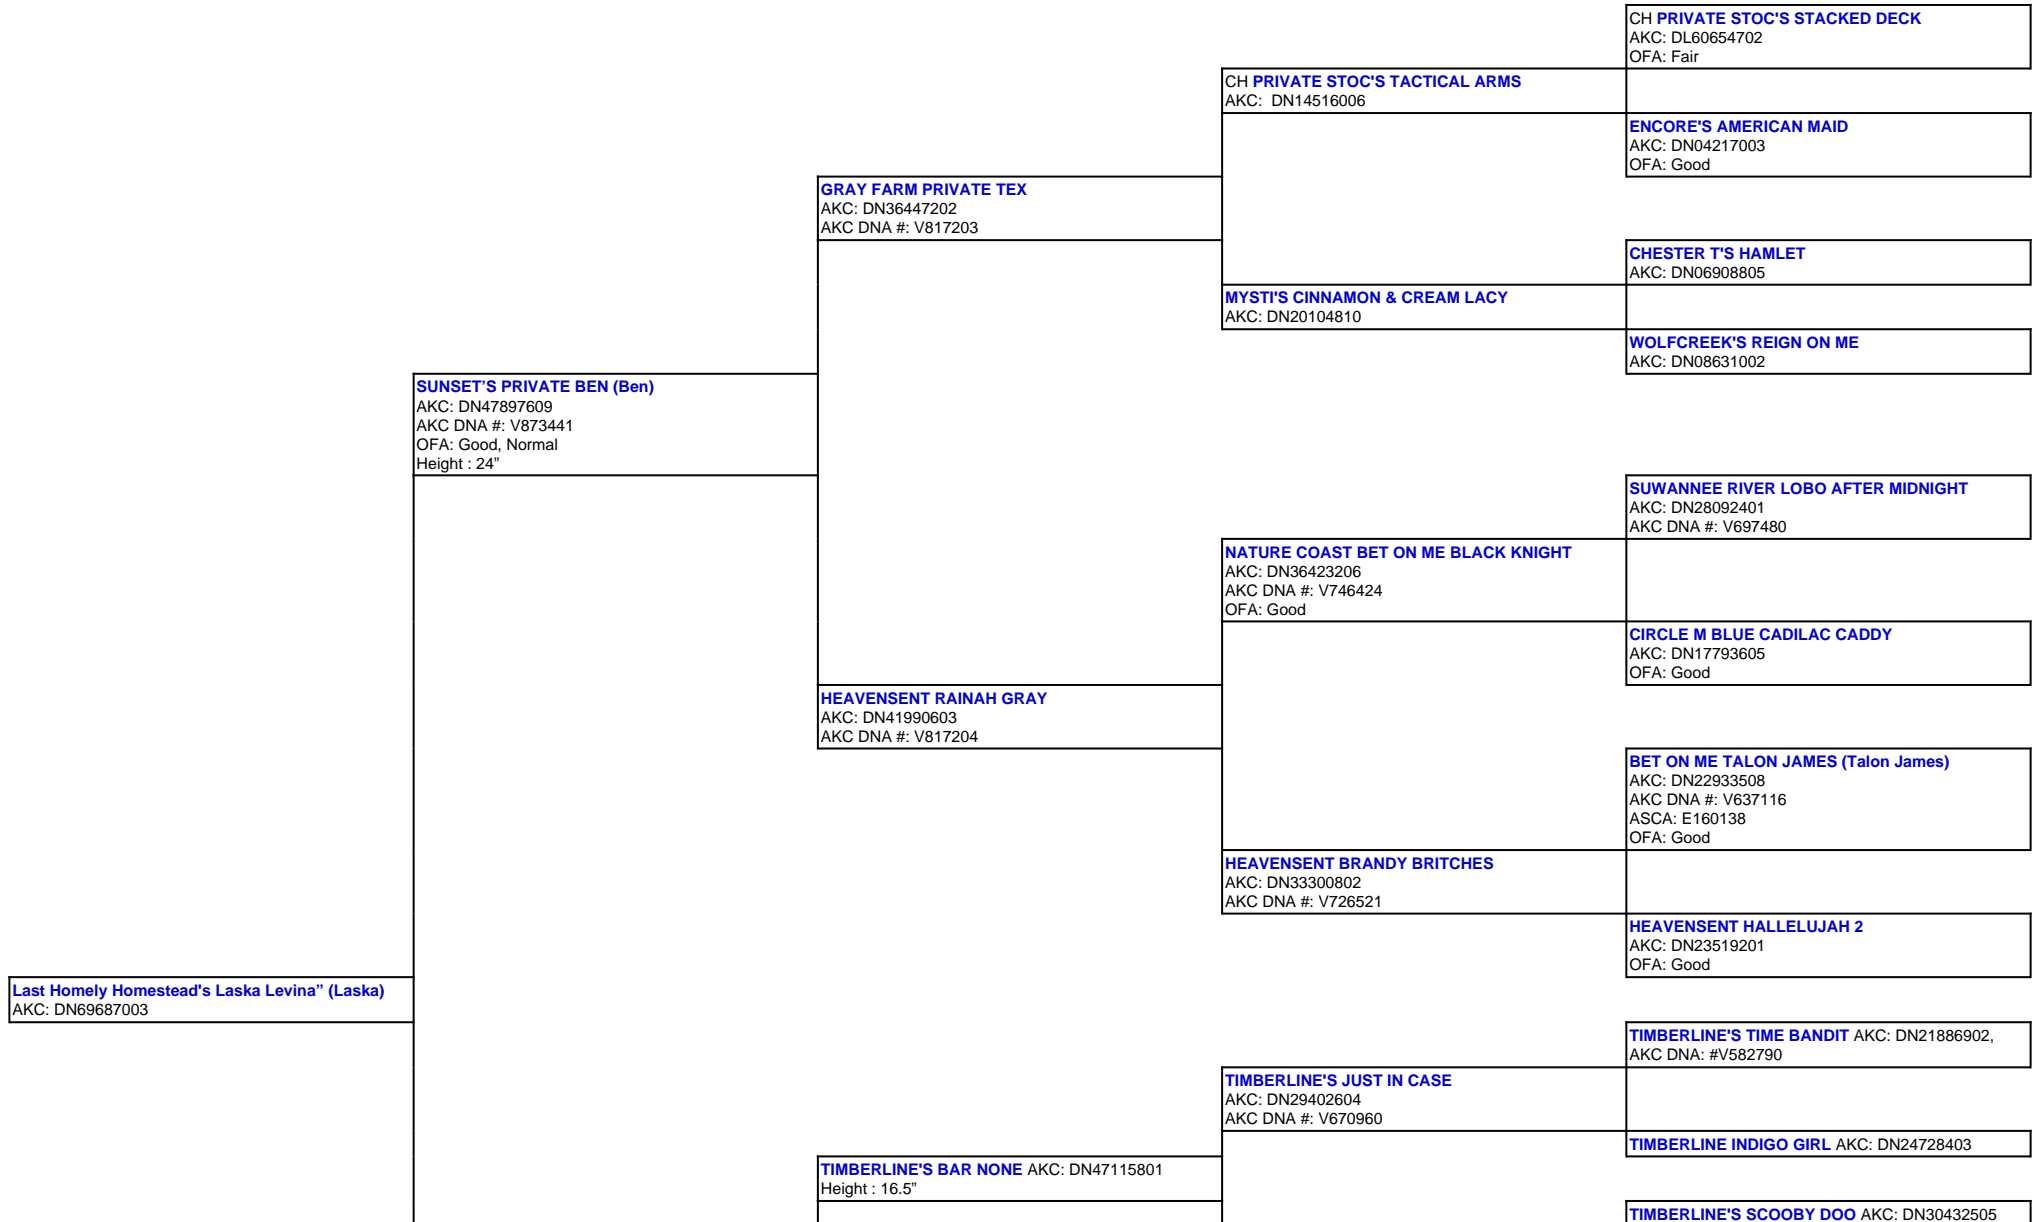 CH PRIVATE STOC'S STACKED DECK
AKC: DL60654702
OFA: Fair
CH PRIVATE STOC'S TACTICAL ARMS
AKC:  DN14516006
ENCORE'S AMERICAN MAID
AKC: DN04217003
OFA: Good
GRAY FARM PRIVATE TEX
AKC: DN36447202
AKC DNA #: V817203
CHESTER T'S HAMLET
AKC: DN06908805
MYSTI'S CINNAMON & CREAM LACY
AKC: DN20104810
WOLFCREEK'S REIGN ON ME
AKC: DN08631002
SUNSET’S PRIVATE BEN (Ben)
AKC: DN47897609
AKC DNA #: V873441
OFA: Good, Normal
Height : 24”
SUWANNEE RIVER LOBO AFTER MIDNIGHT
AKC: DN28092401
AKC DNA #: V697480
NATURE COAST BET ON ME BLACK KNIGHT
AKC: DN36423206
AKC DNA #: V746424
OFA: Good
CIRCLE M BLUE CADILAC CADDY
AKC: DN17793605
OFA: Good
HEAVENSENT RAINAH GRAY
AKC: DN41990603
AKC DNA #: V817204
BET ON ME TALON JAMES (Talon James)
AKC: DN22933508
AKC DNA #: V637116
ASCA: E160138
OFA: Good
HEAVENSENT BRANDY BRITCHES
AKC: DN33300802
AKC DNA #: V726521
HEAVENSENT HALLELUJAH 2
AKC: DN23519201
OFA: Good
Last Homely Homestead's Laska Levina” (Laska)
AKC: DN69687003
TIMBERLINE'S TIME BANDIT AKC: DN21886902,
AKC DNA: #V582790
TIMBERLINE'S JUST IN CASE
AKC: DN29402604
AKC DNA #: V670960
TIMBERLINE INDIGO GIRL AKC: DN24728403
TIMBERLINE'S BAR NONE AKC: DN47115801
Height : 16.5”
TIMBERLINE'S SCOOBY DOO AKC: DN30432505